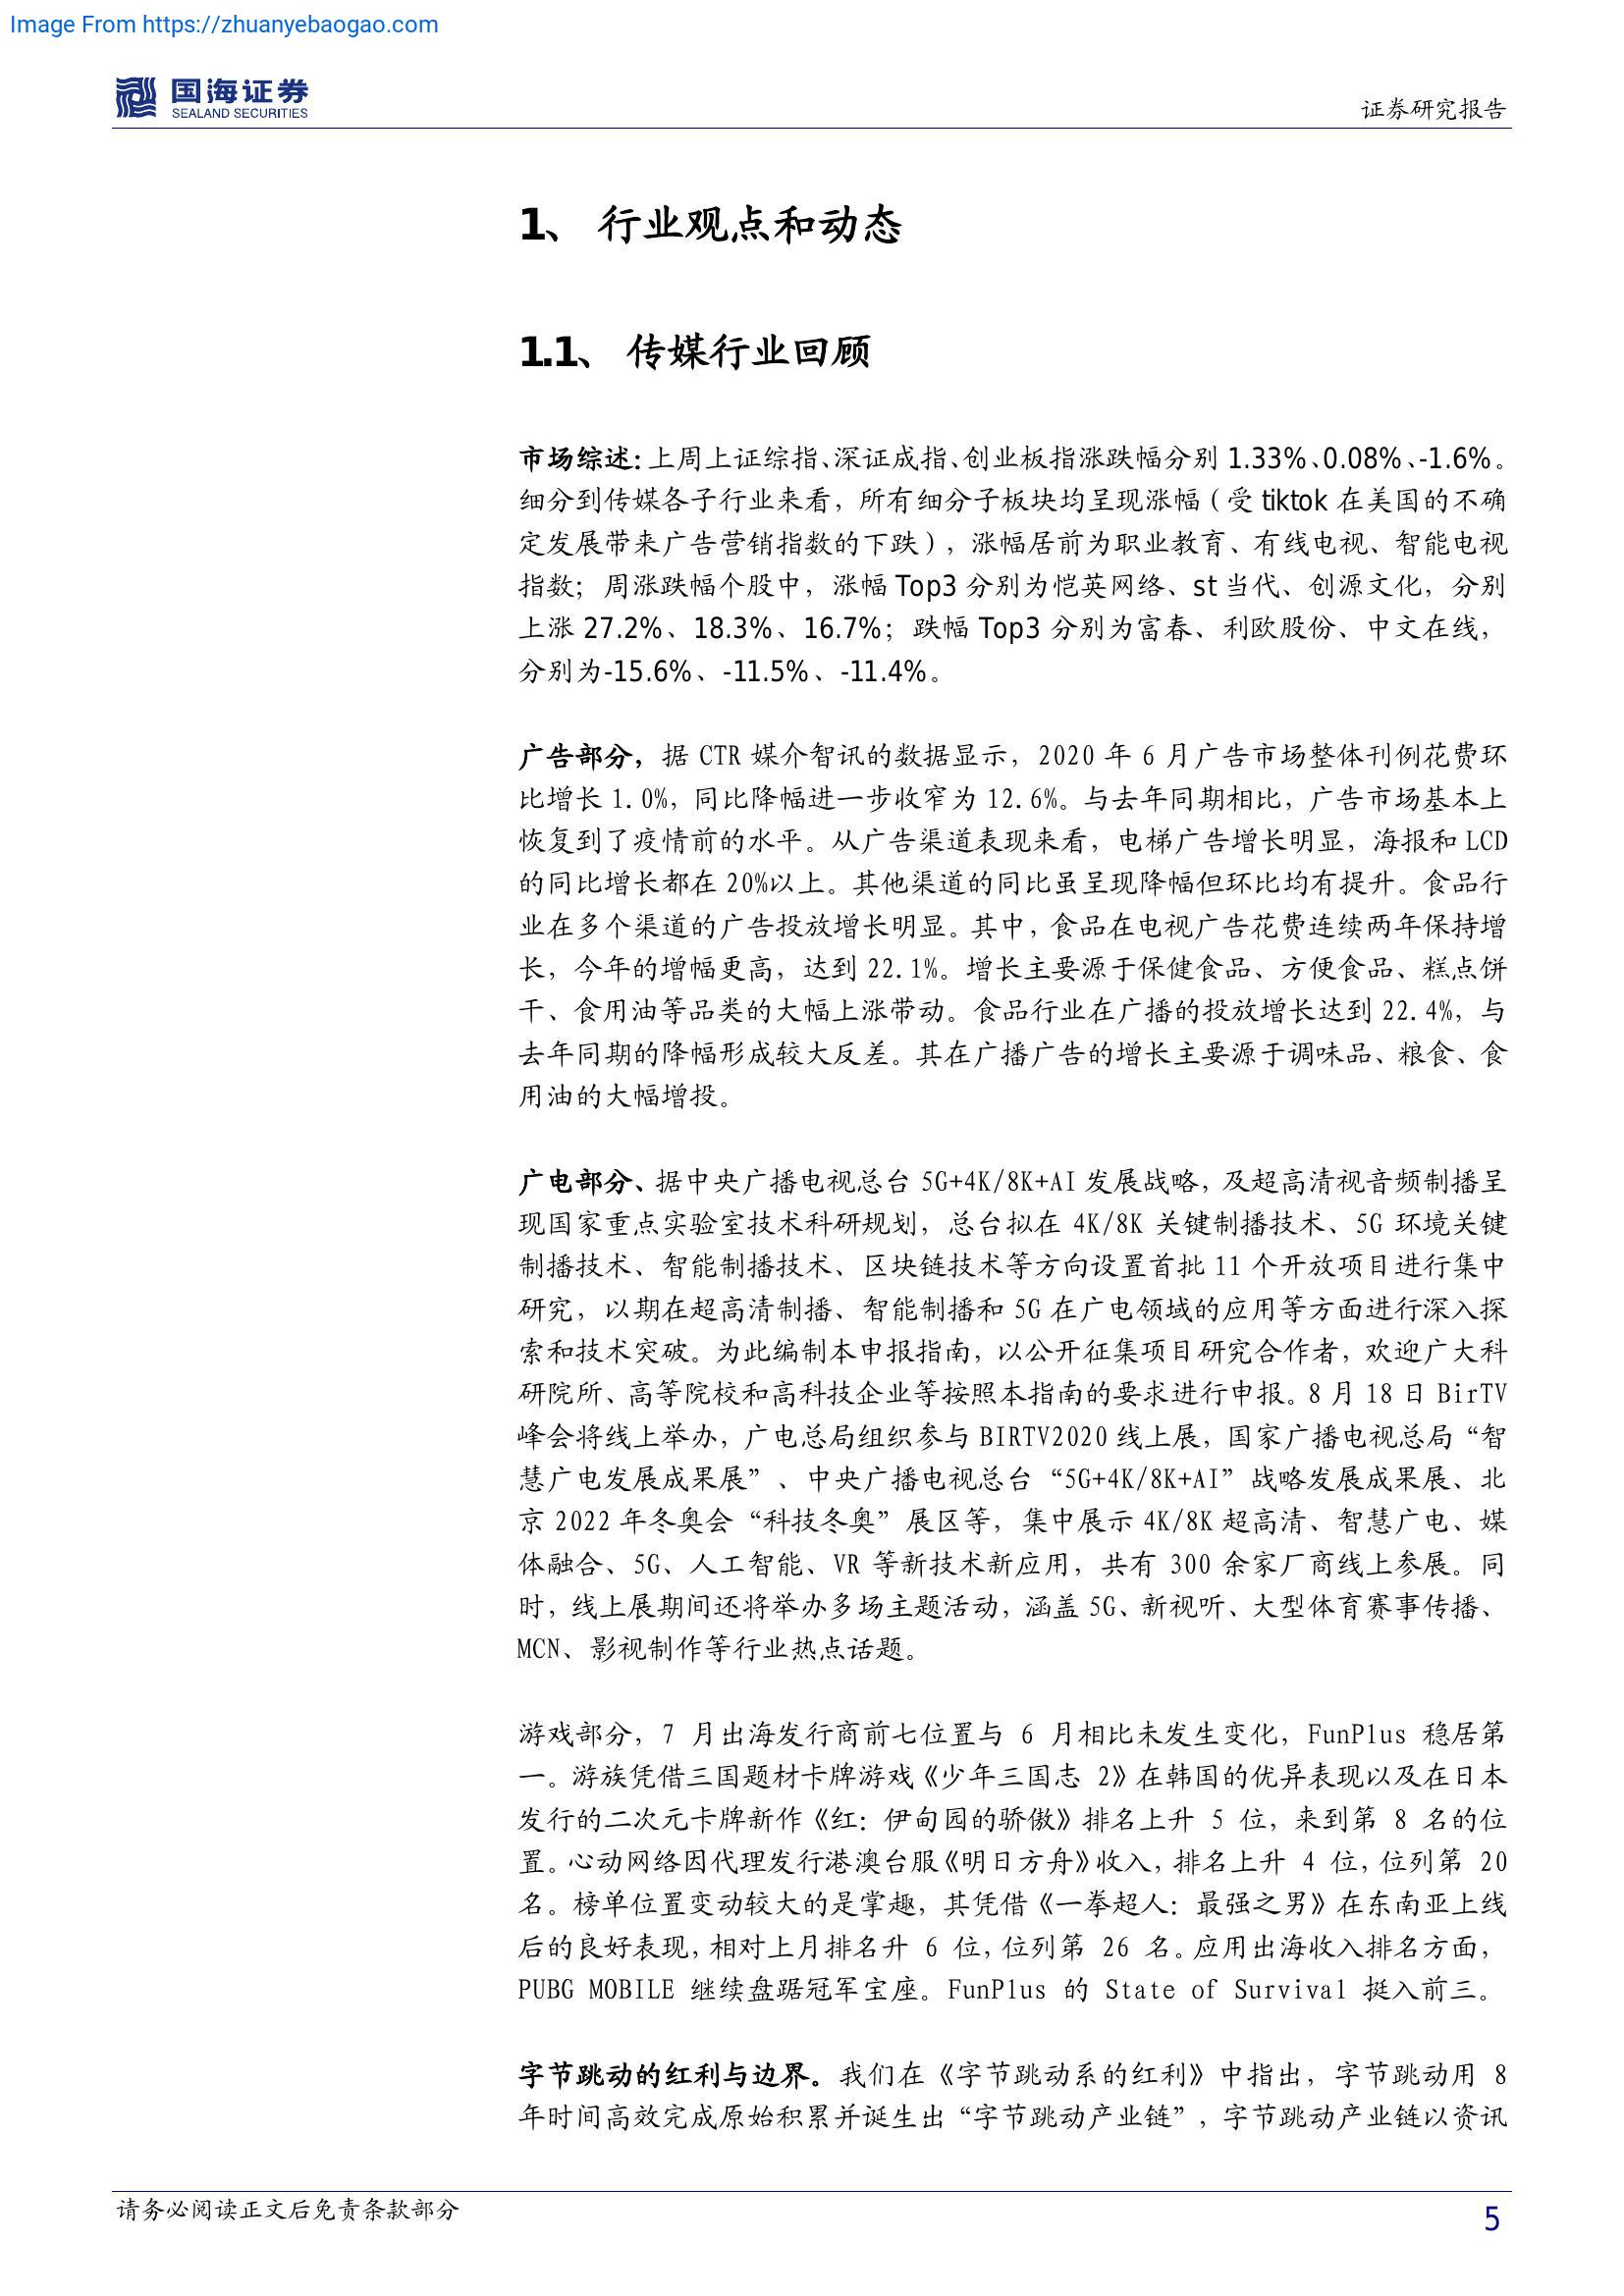 Image From https://zhuanyebaogao.com
国海证券
SEALAND SECURITIES
证券研究报告
1、 行业观点和动态
1.1、 传媒行业回顾
市场综述：上周上证综指、深证成指、创业板指涨跌幅分别 1.33%、0.08%、-1.6%。
细分到传媒各子行业来看，所有细分子板块均呈现涨幅（受 tiktok 在美国的不确
定发展带来广告营销指数的下跌），涨幅居前为职业教育、有线电视、智能电视
指数；周涨跌幅个股中，涨幅 Top3 分别为恺英网络、st 当代、创源文化，分别
上涨 27.2%、18.3%、16.7%；跌幅 Top3 分别为富春、利欧股份、中文在线，
分别为-15.6%、-11.5%、-11.4%。
广告部分，据 CTR 媒介智讯的数据显示，2020 年 6 月广告市场整体刊例花费环
比增长 1.0%，同比降幅进一步收窄为 12.6%。与去年同期相比，广告市场基本上
恢复到了疫情前的水平。从广告渠道表现来看，电梯广告增长明显，海报和 LCD
的同比增长都在 20%以上。其他渠道的同比虽呈现降幅但环比均有提升。食品行
业在多个渠道的广告投放增长明显。其中，食品在电视广告花费连续两年保持增
长，今年的增幅更高，达到 22.1%。增长主要源于保健食品、方便食品、糕点饼
干、食用油等品类的大幅上涨带动。食品行业在广播的投放增长达到 22.4%，与
去年同期的降幅形成较大反差。其在广播广告的增长主要源于调味品、粮食、食
用油的大幅增投。
广电部分、据中央广播电视总台 5G+4K/8K+AI 发展战略，及超高清视音频制播呈
现国家重点实验室技术科研规划，总台拟在 4K/8K 关键制播技术、5G 环境关键
制播技术、智能制播技术、区块链技术等方向设置首批 11 个开放项目进行集中
研究，以期在超高清制播、智能制播和 5G 在广电领域的应用等方面进行深入探
索和技术突破。为此编制本申报指南，以公开征集项目研究合作者，欢迎广大科
研院所、高等院校和高科技企业等按照本指南的要求进行申报。8 月 18 日 BirTV
峰会将线上举办，广电总局组织参与 BIRTV2020 线上展，国家广播电视总局“智
慧广电发展成果展”、中央广播电视总台“5G+4K/8K+AI”战略发展成果展、北
京 2022 年冬奥会“科技冬奥”展区等，集中展示 4K/8K 超高清、智慧广电、媒
体融合、5G、人工智能、VR 等新技术新应用，共有 300 余家厂商线上参展。同
时，线上展期间还将举办多场主题活动，涵盖 5G、新视听、大型体育赛事传播、
MCN、影视制作等行业热点话题。
游戏部分，7 月出海发行商前七位置与 6 月相比未发生变化，FunPlus 稳居第
一。游族凭借三国题材卡牌游戏《少年三国志 2》在韩国的优异表现以及在日本
发行的二次元卡牌新作《红：伊甸园的骄傲》排名上升 5 位，来到第 8 名的位
置。心动网络因代理发行港澳台服《明日方舟》收入，排名上升 4 位，位列第 20
名。榜单位置变动较大的是掌趣，其凭借《一拳超人：最强之男》在东南亚上线
后的良好表现，相对上月排名升 6 位，位列第 26 名。应用出海收入排名方面，
PUBG MOBILE 继续盘踞冠军宝座。FunPlus 的 State of Survival 挺入前三。
字节跳动的红利与边界。我们在《字节跳动系的红利》中指出，字节跳动用 8
年时间高效完成原始积累并诞生出“字节跳动产业链”，字节跳动产业链以资讯
请务必阅读正文后免责条款部分
5